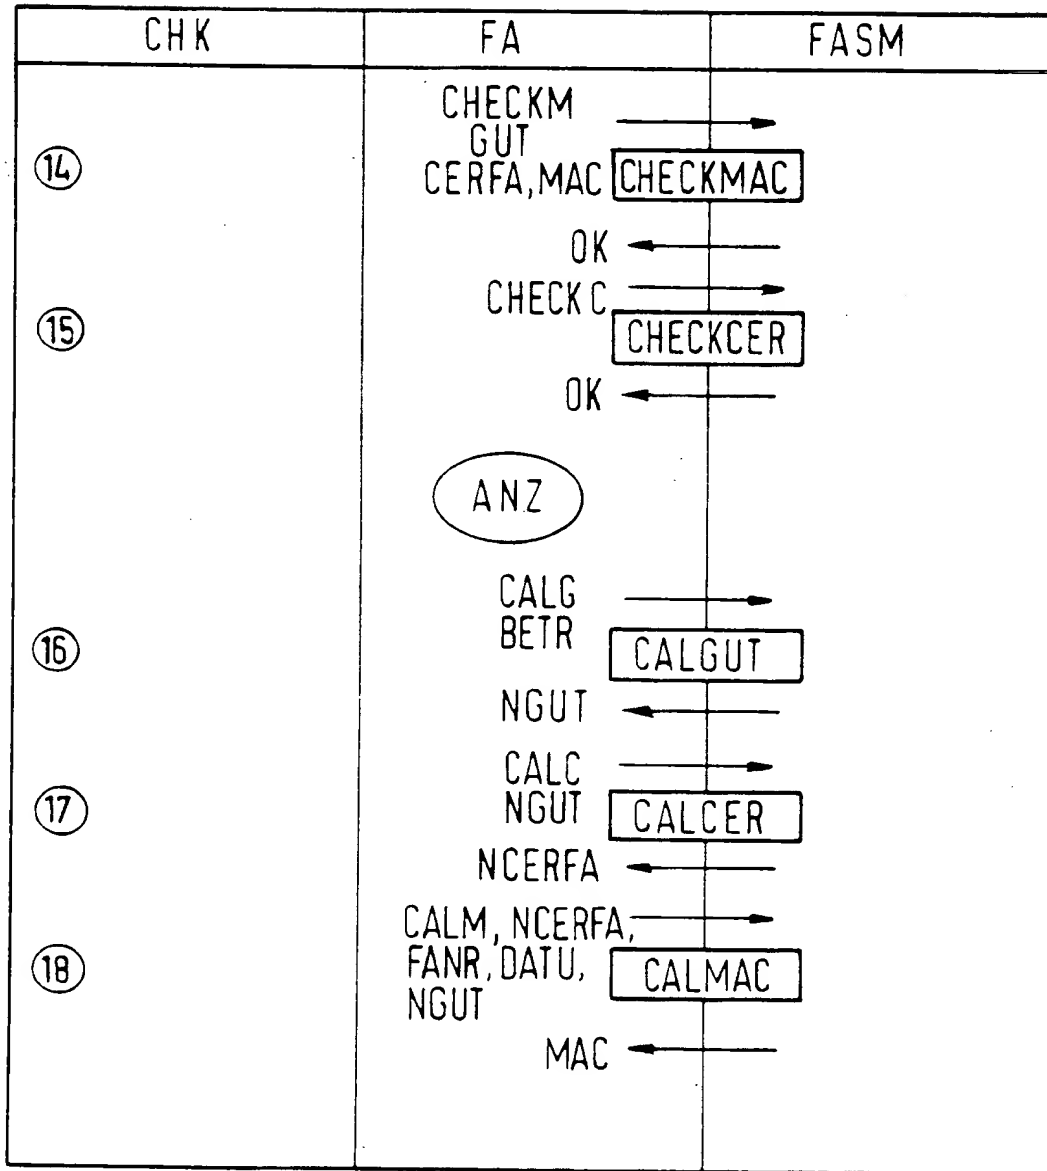 CHK FA FASM
CHECKM
GUT
14 CERFA, MAC CHECKMAC
OK
CHECK C
15 CHECKCER
OK
ANZ
CALG
BETR
16 CALGUT
NGUT
CALC
17 NGUT CALCER
NCERFA
CALM, NCERFA,
18 FANR, DATU, CALMAC
NGUT
MAC